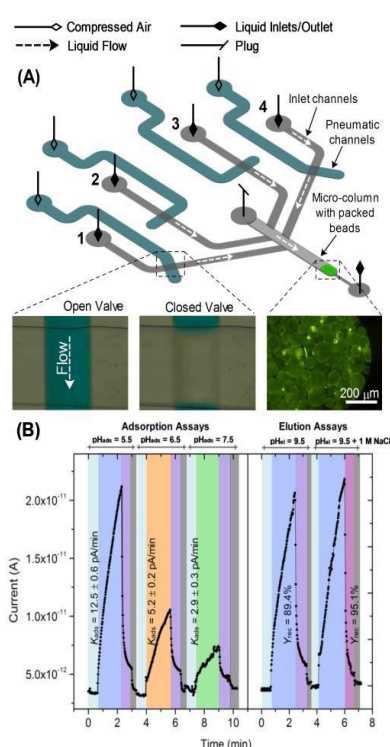 Compressed Air
Liquid Inlets/Outlet
Liquid Flow
Plug
(A)
4
Inlet channels
3
Pneumatic
channels
2
Micro-column
with packed
beads
1
Open Valve
Closed Valve
Flow
200 μm
(B)
Adsorption Assays
Elution Assays
pHads = 5.5
pHads = 6.5
pHads = 7.5
pHel = 9.5
pHel = 9.5 + 1 M NaCl
2.0x10-11
1.5x10-11
1.0x10-11
5.0x10-12
Current (A)
Kads = 12.5 ± 0.6 pA/min
Kads = 5.2 ± 0.2 pA/min
Kads = 2.9 ± 0.3 pA/min
Yrec = 89.4%
Yrec = 95.1%
0 2 4 6 8 10
0 2 4 6 8
Time (min)